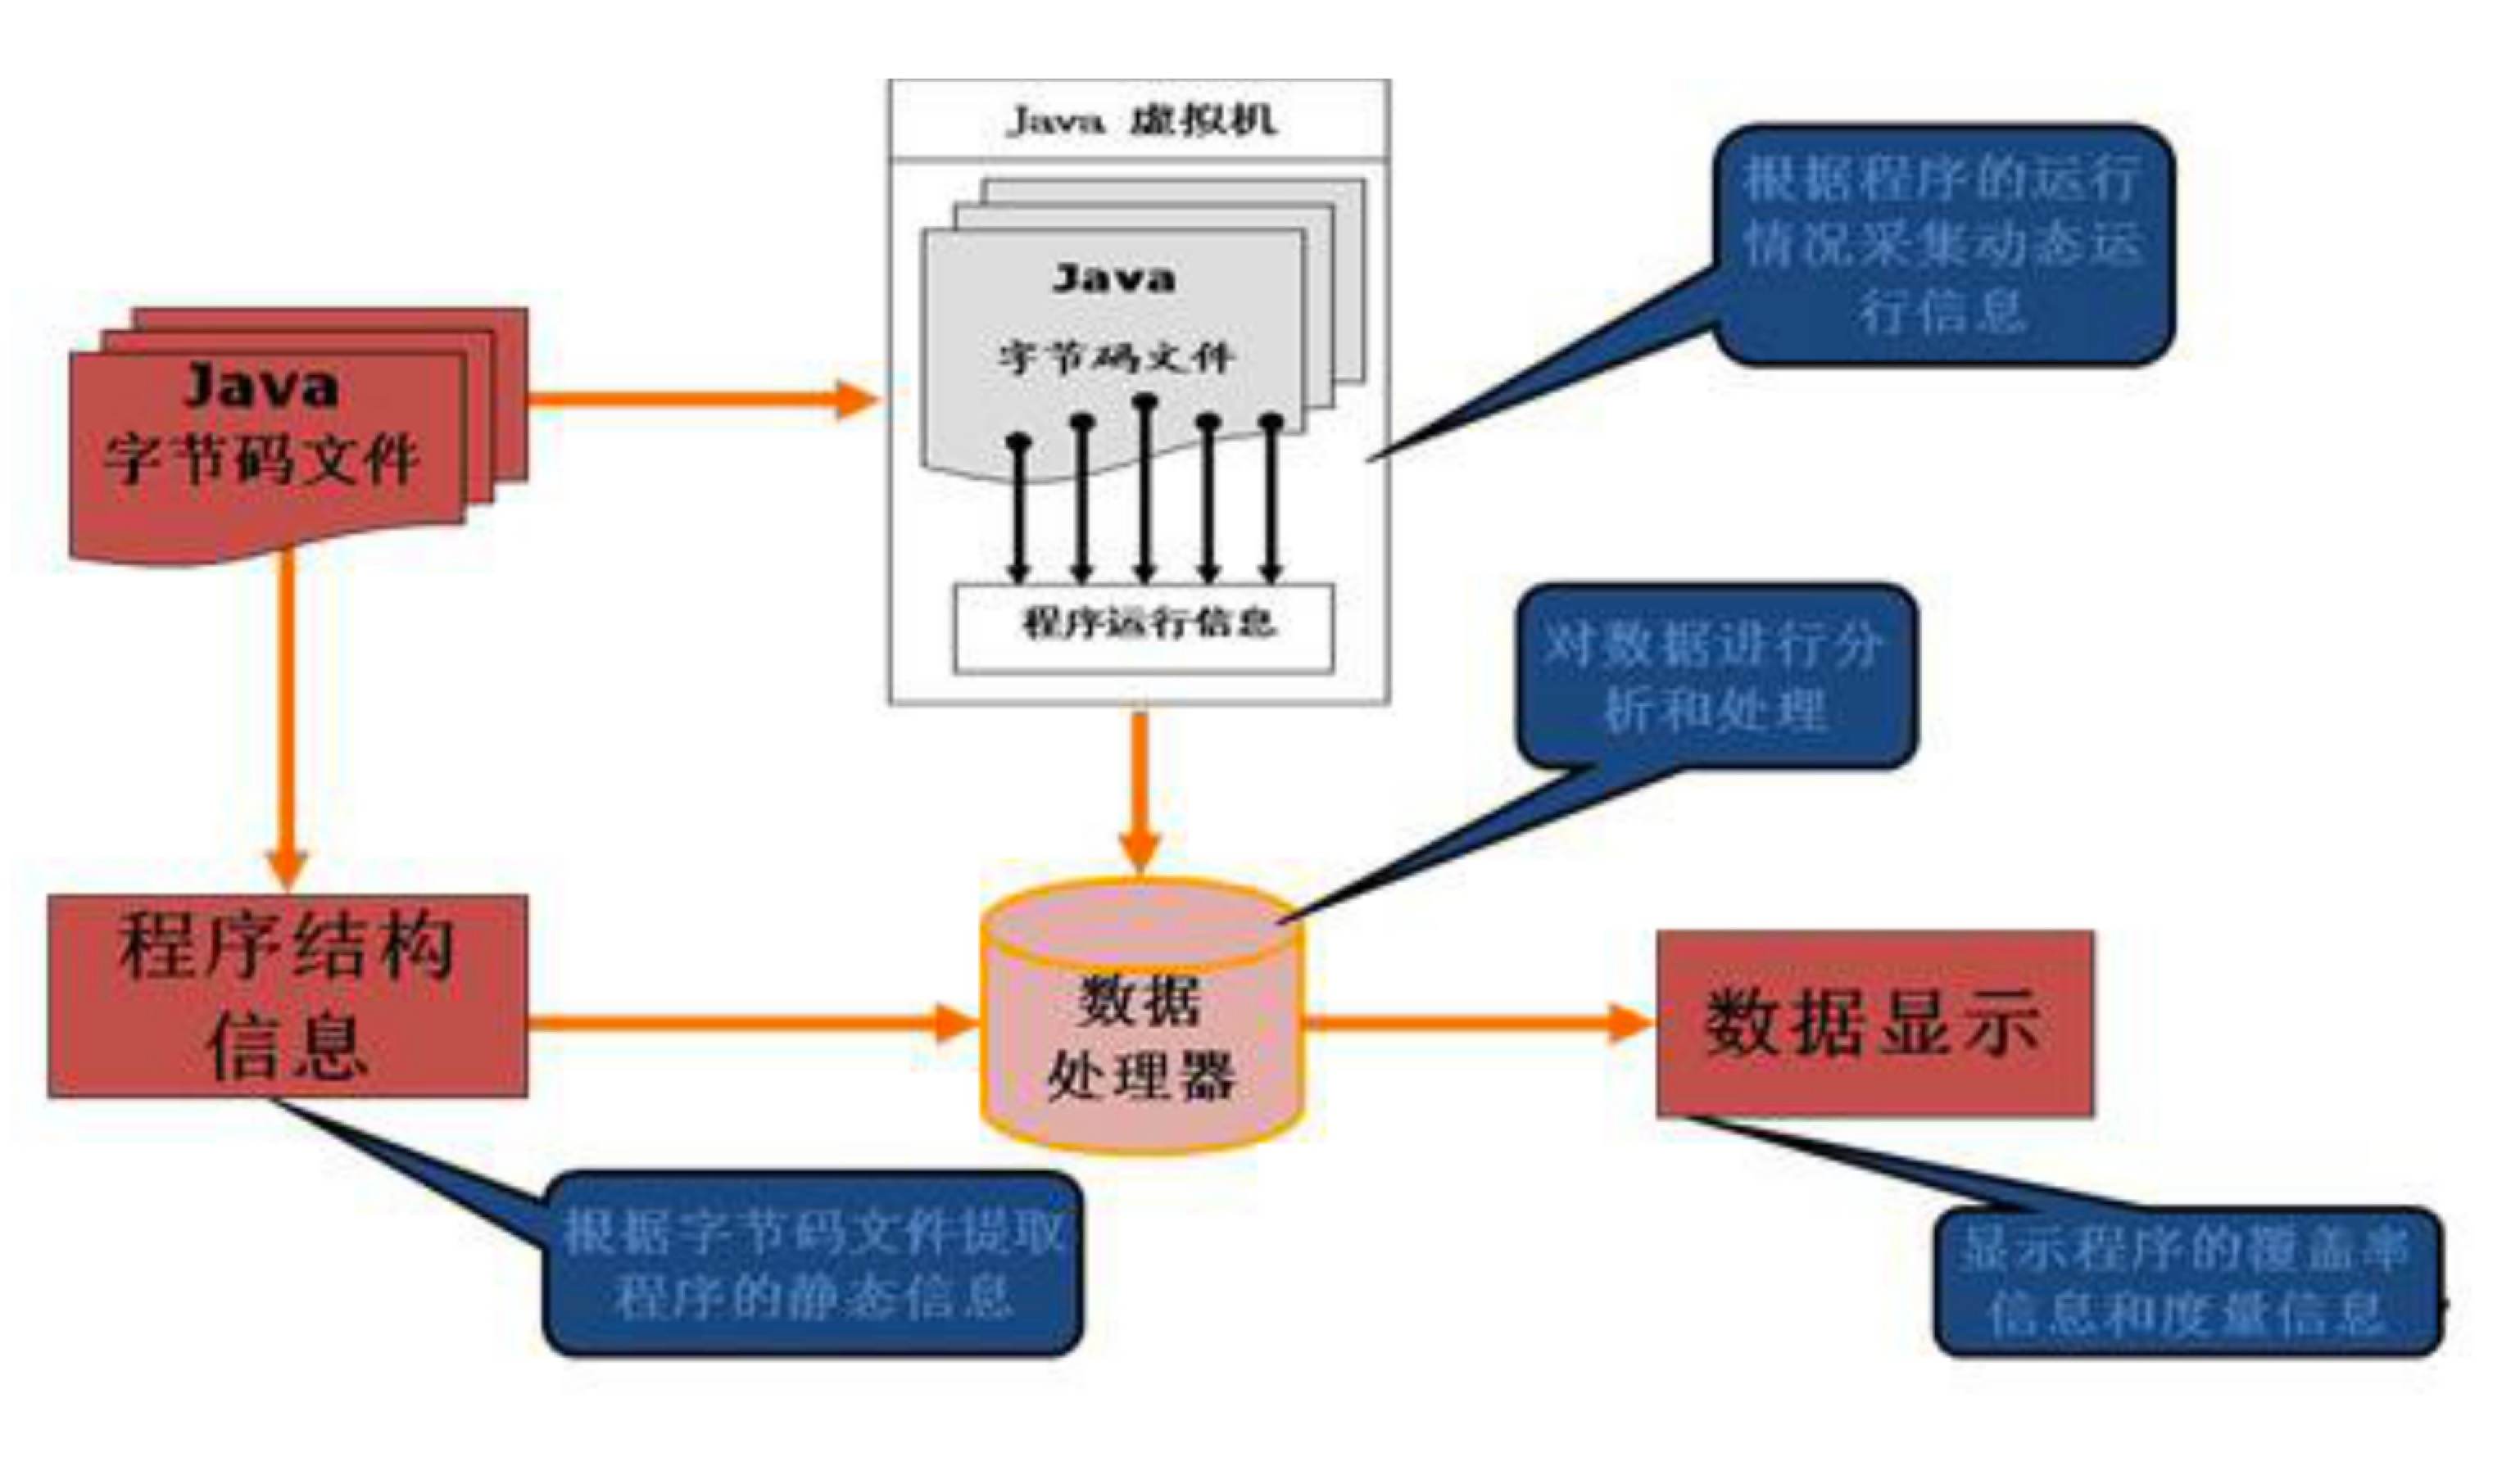 Java 虚拟机
根据程序的运行
情况采集动态运
行信息
Java
字节码文件
Java
字节码文件
程序运行信息
对数据进行分
析和处理
程序结构
信息
数据
处理器
数据显示
根据字节码文件提取
程序的静态信息
显示程序的覆盖率
信息和度量信息